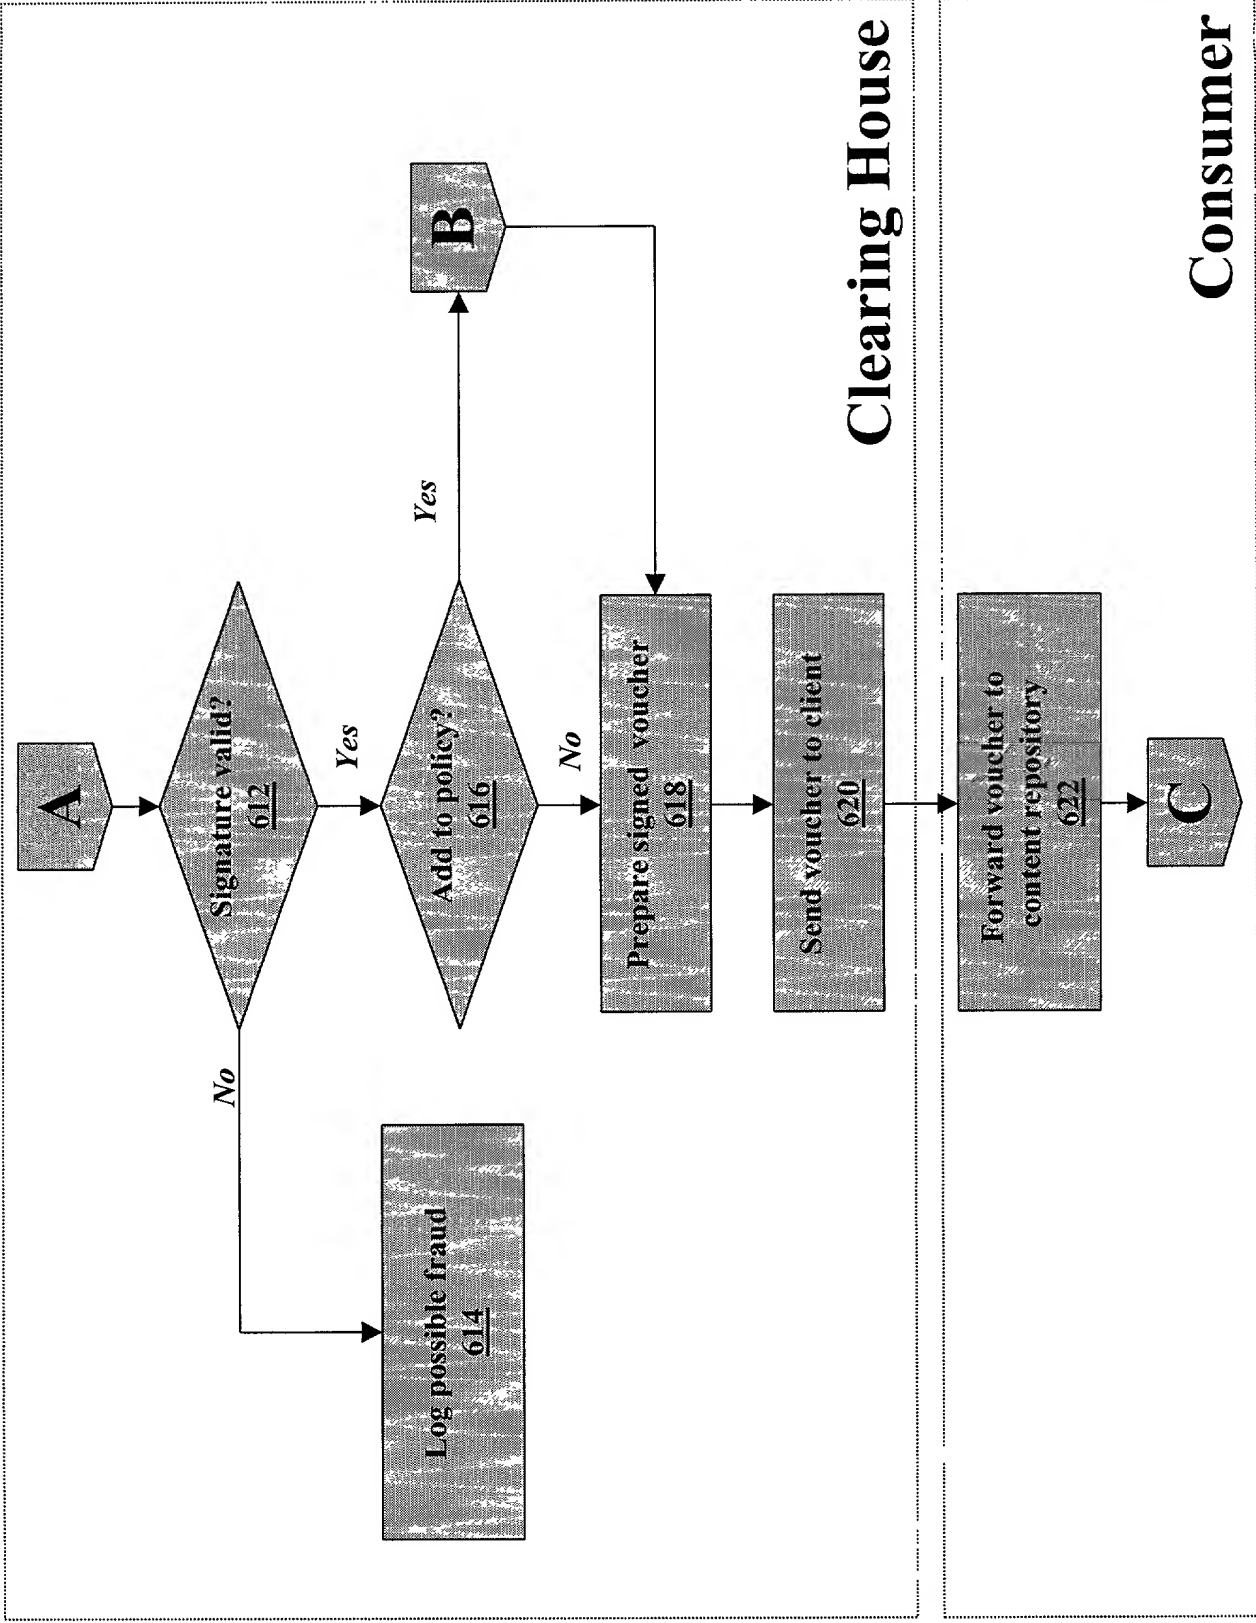 A
Signature valid?
612
No
Yes
Log possible fraud
614
Add to policy?
616
Yes
B
No
Prepare signed voucher
618
Send voucher to client
620
Clearing House
Forward voucher to
content repository
622
C
Consumer